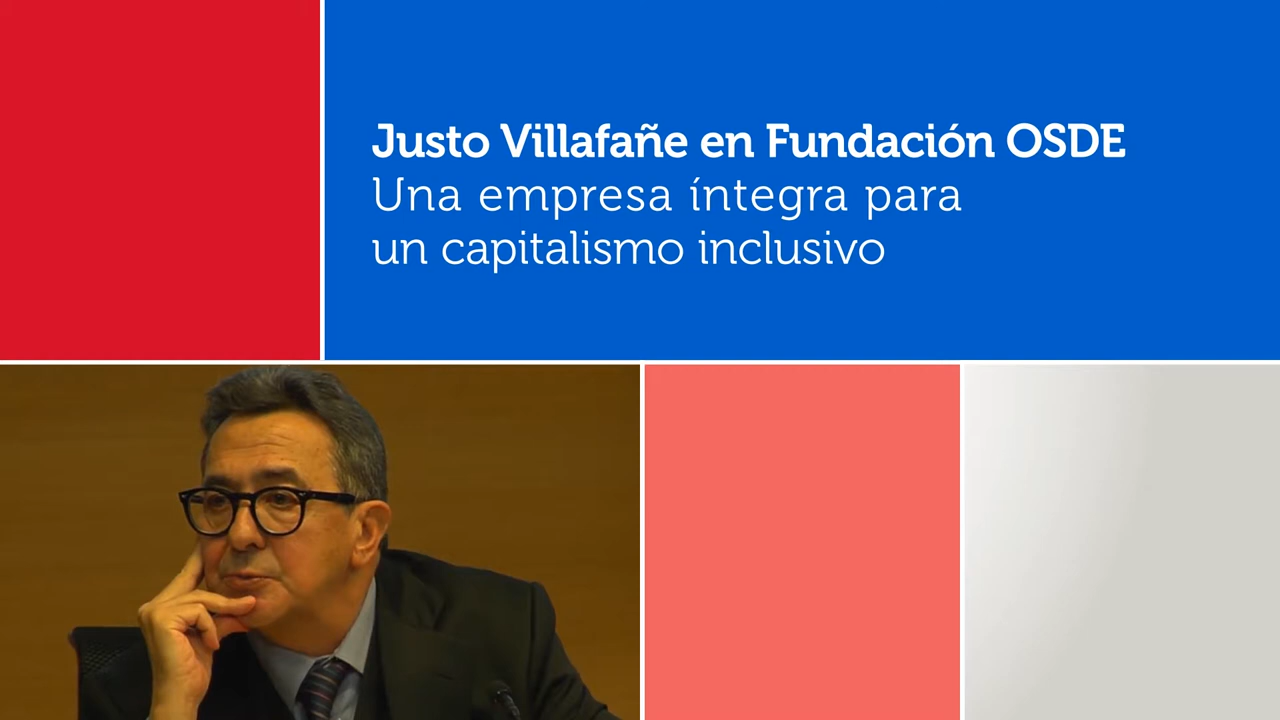 Justo Villafañe en Fundación OSDE
Una empresa íntegra para
un capitalismo inclusivo